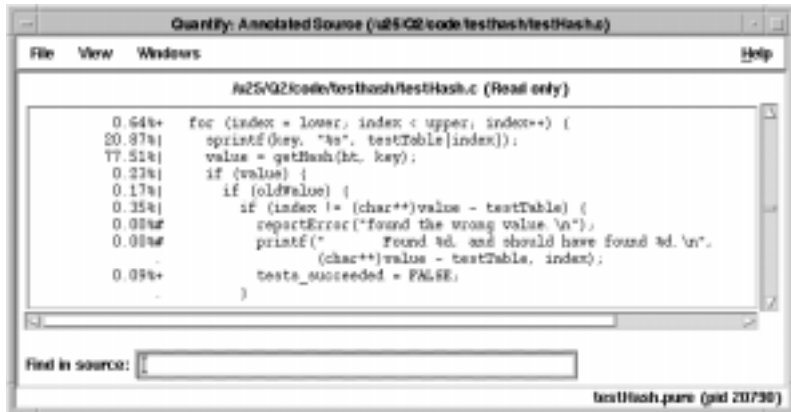 Quantify: Annotated Source (/u25/Q2/code/testhash/testHash.c)
File View Windows Help
/u25/Q2/code/testhash/testHash.c (Read only)
0.64%+ for (index = lower; index < upper; index++) {
20.87%| sprintf(key, "%s", testTable[index]);
77.51%| value = getHash(ht, key);
0.23%| if (value) {
0.17%| if (oldValue) {
0.35%| if (index != (char**)value - testTable) {
0.00%# reportError("found the wrong value.\n");
0.00%# printf(" Found %d, and should have found %d.\n",
. (char**)value - testTable, index);
0.09%+ tests_succeeded = FALSE;
. }
Find in source:
testHash.pure (pid 20790)